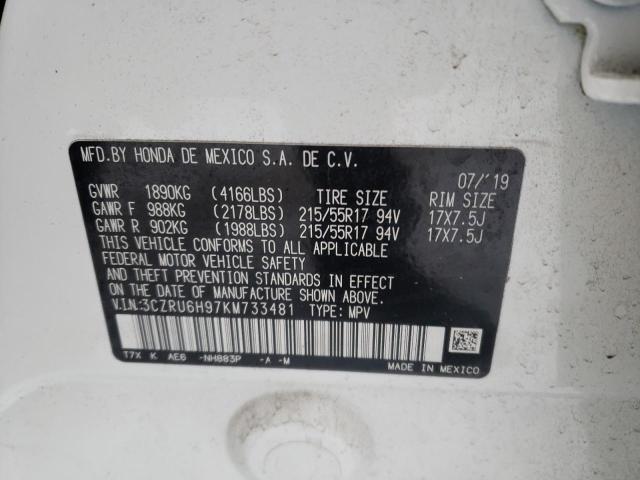 MFD.BY HONDA DE MEXICO S.A. DE C.V.
07/'19
GVWR 1890KG (4166LBS) TIRE SIZE RIM SIZE
GAWR F 988KG (2178LBS) 215/55R17 94V 17X7.5J
GAWR R 902KG (1988LBS) 215/55R17 94V 17X7.5J
THIS VEHICLE CONFORMS TO ALL APPLICABLE
FEDERAL MOTOR VEHICLE SAFETY
AND THEFT PREVENTION STANDARDS IN EFFECT
ON THE DATE OF MANUFACTURE SHOWN ABOVE.
V.I.N:3CZRU6H97KM733481 TYPE: MPV
T7X K AE6 -NH883P -A -M
MADE IN MEXICO